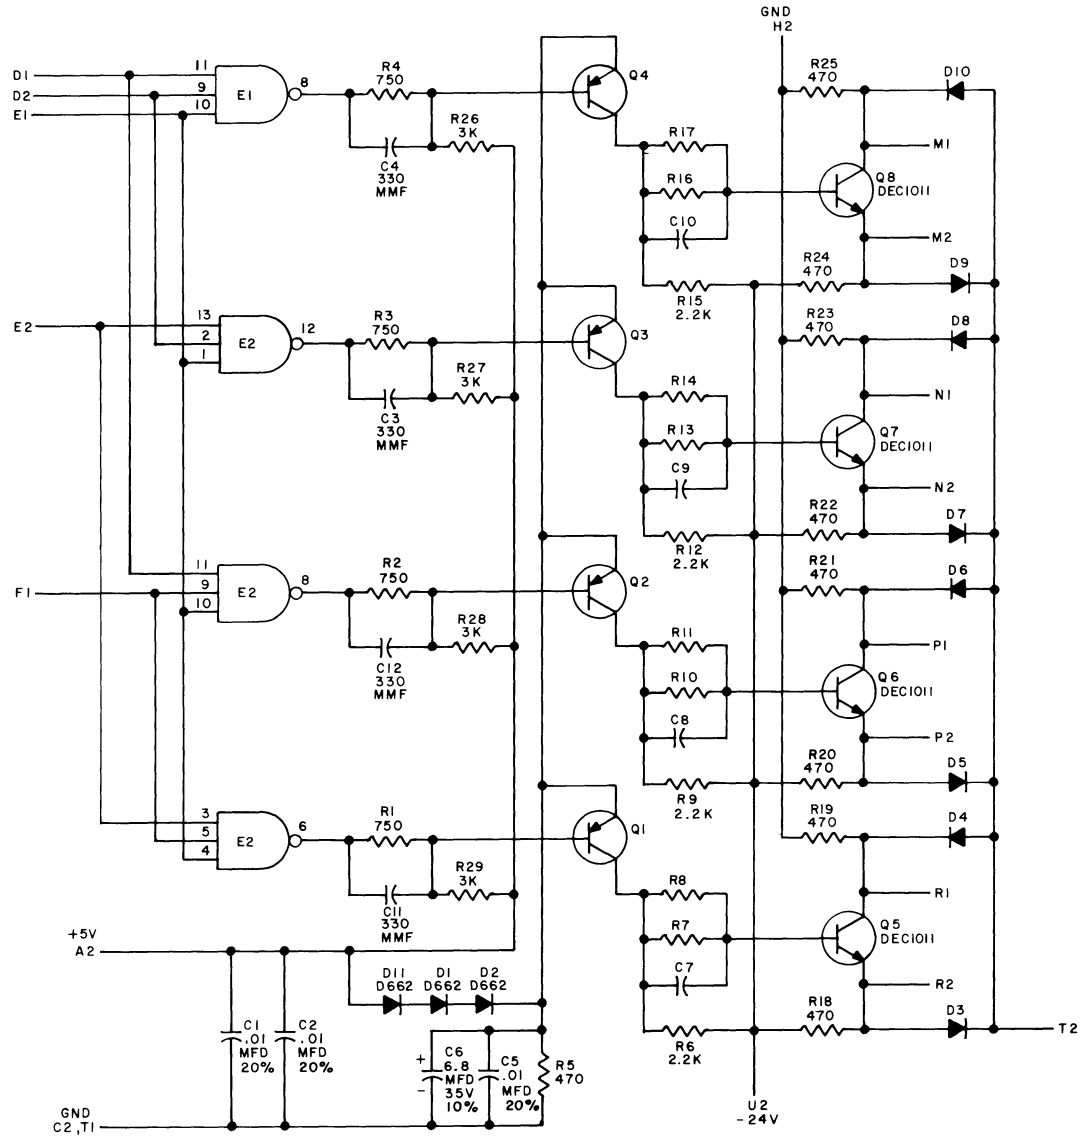 GND
H2
D1
D2
E1
11
9
10
E1
8
R4
750
C4
330
MMF
R26
3K
Q4
R17
R16
C10
R15
2.2K
R25
470
D10
M1
Q8
DEC1011
M2
R24
470
D9
E2
13
2
1
E2
12
R3
750
C3
330
MMF
R27
3K
Q3
R14
R13
C9
R12
2.2K
R23
470
D8
N1
Q7
DEC1011
N2
R22
470
D7
F1
11
9
10
E2
8
R2
750
C12
330
MMF
R28
3K
Q2
R11
R10
C8
R9
2.2K
R21
470
D6
P1
Q6
DEC1011
P2
R20
470
D5
3
5
4
E2
6
R1
750
C11
330
MMF
R29
3K
Q1
R8
R7
C7
R6
2.2K
R19
470
D4
R1
Q5
DEC1011
R2
R18
470
D3
T2
+5V
A2
D11
D662
D1
D662
D2
D662
C1
.01
MFD
20%
C2
.01
MFD
20%
+
-
C6
6.8
MFD
35V
10%
C5
.01
MFD
20%
R5
470
GND
C2,T1
U2
-24V